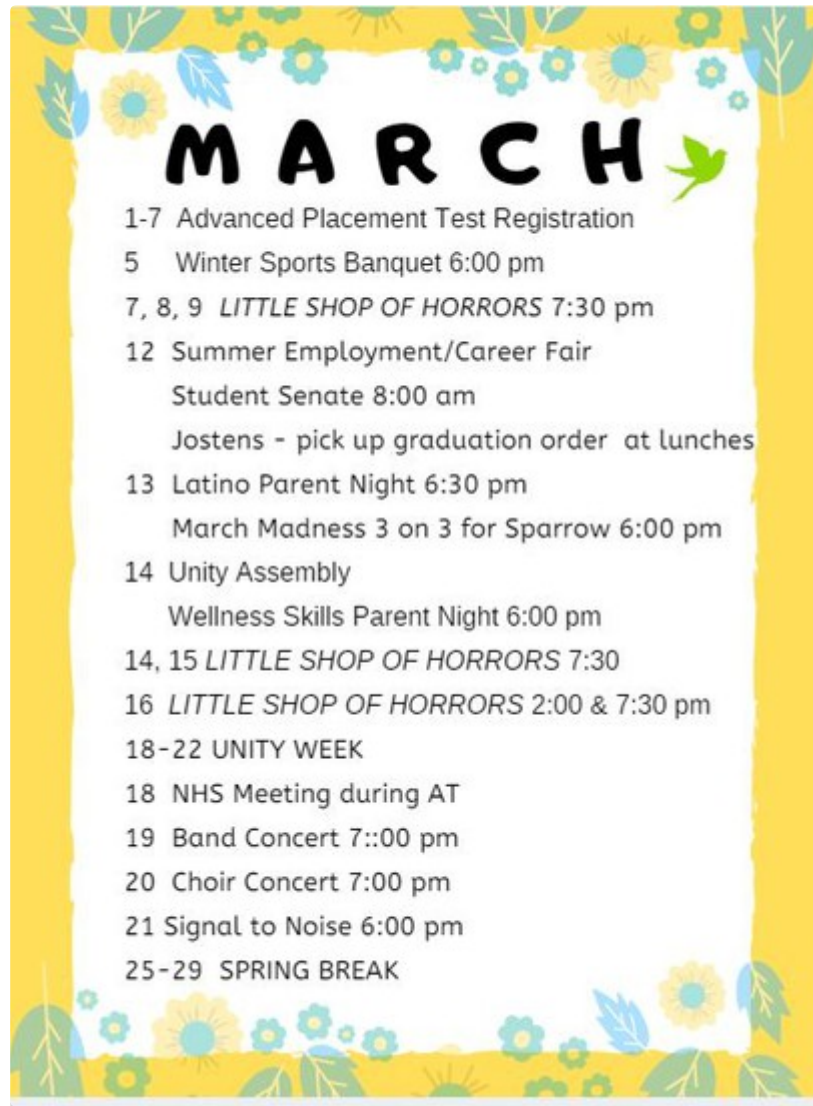 MARCH
1-7 Advanced Placement Test Registration
5 Winter Sports Banquet 6:00 pm
7, 8, 9 LITTLE SHOP OF HORRORS 7:30 pm
12 Summer Employment/Career Fair
Student Senate 8:00 am
Jostens - pick up graduation order at lunches
13 Latino Parent Night 6:30 pm
March Madness 3 on 3 for Sparrow 6:00 pm
14 Unity Assembly
Wellness Skills Parent Night 6:00 pm
14, 15 LITTLE SHOP OF HORRORS 7:30
16 LITTLE SHOP OF HORRORS 2:00 & 7:30 pm
18-22 UNITY WEEK
18 NHS Meeting during AT
19 Band Concert 7::00 pm
20 Choir Concert 7:00 pm
21 Signal to Noise 6:00 pm
25-29 SPRING BREAK